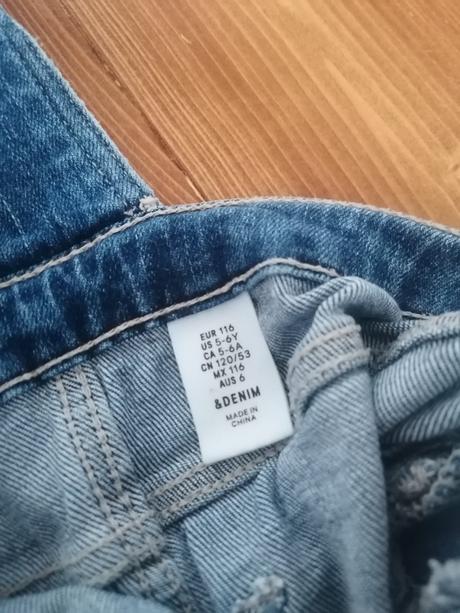 EUR 116
US 5-6Y
CA 5-6A
CN 120/53
MX 116
AUS 6
&DENIM
MADE IN
CHINA